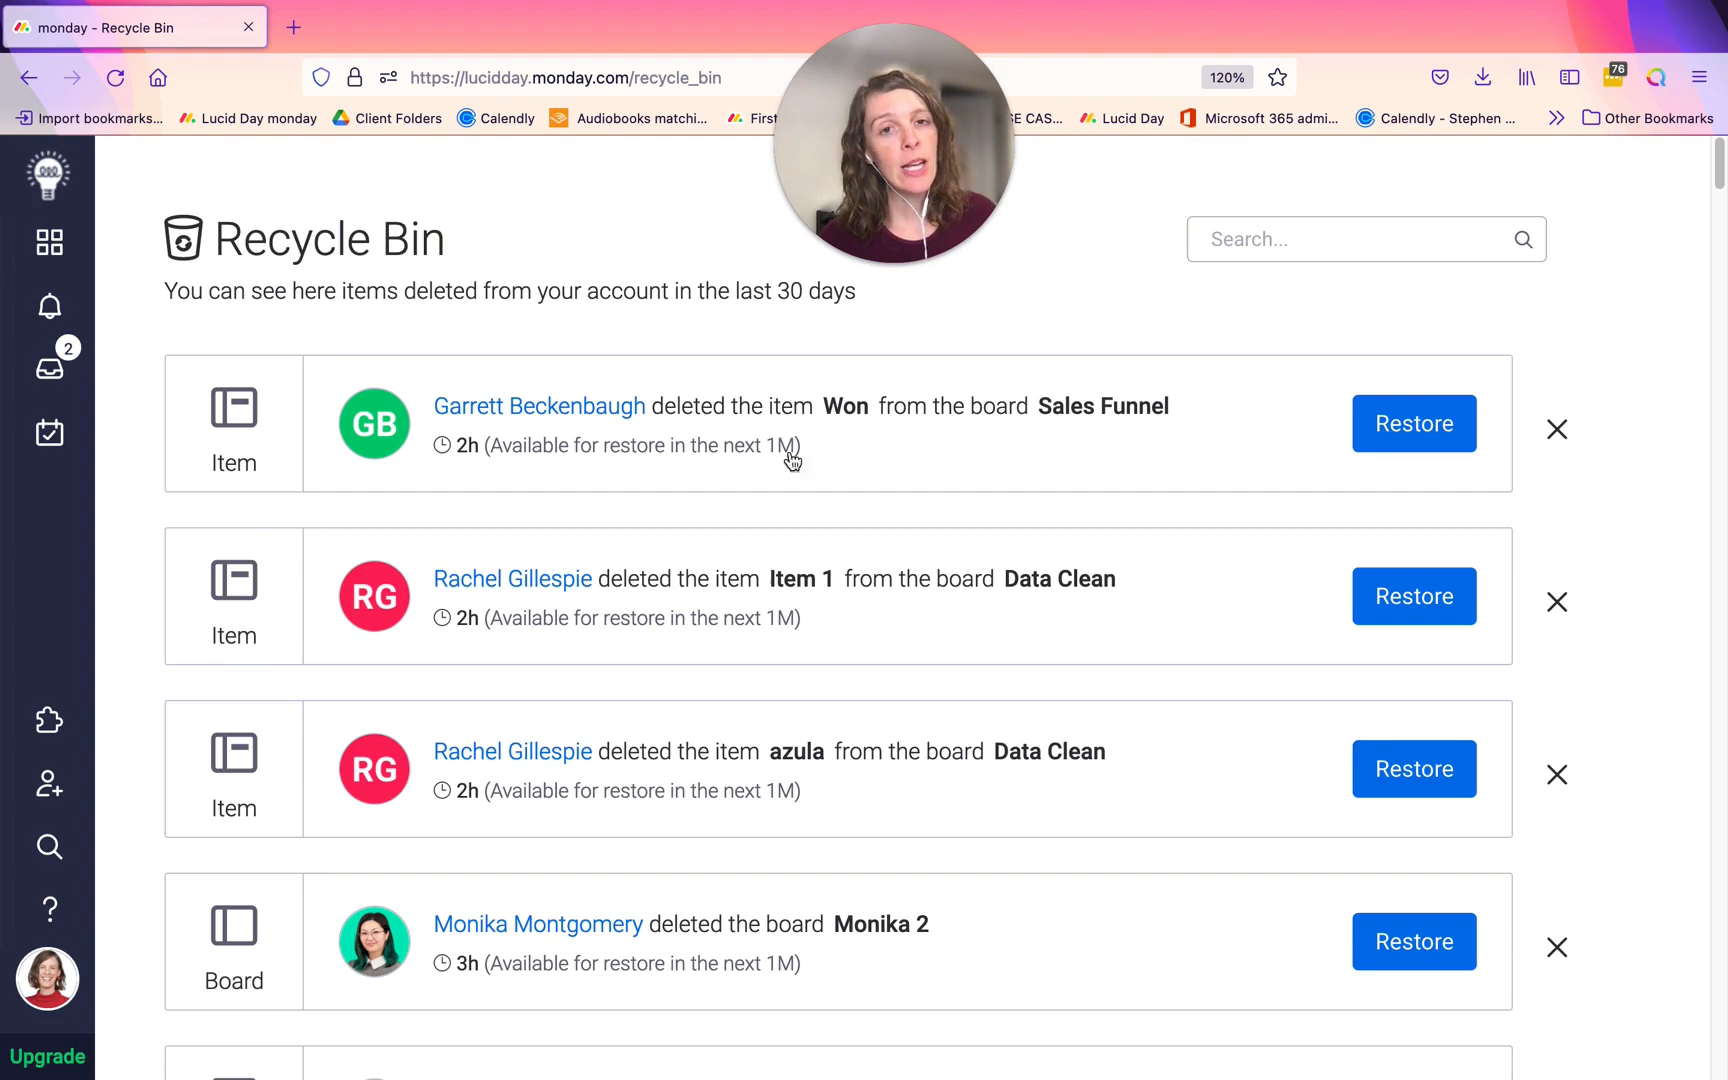 monday - Recycle Bin
https://lucidday.monday.com/recycle_bin
120%
76
Import bookmarks...
Lucid Day monday
Client Folders
Calendly
Audiobooks matchi...
First
SE CAS...
Lucid Day
Microsoft 365 admi...
Calendly - Stephen ...
Other Bookmarks
Recycle Bin
Search...
You can see here items deleted from your account in the last 30 days
2
Item
GB
Garrett Beckenbaugh deleted the item Won from the board Sales Funnel
2h (Available for restore in the next 1M)
Restore
Item
RG
Rachel Gillespie deleted the item Item 1 from the board Data Clean
2h (Available for restore in the next 1M)
Restore
Item
RG
Rachel Gillespie deleted the item azula from the board Data Clean
2h (Available for restore in the next 1M)
Restore
Board
Monika Montgomery deleted the board Monika 2
3h (Available for restore in the next 1M)
Restore
Upgrade